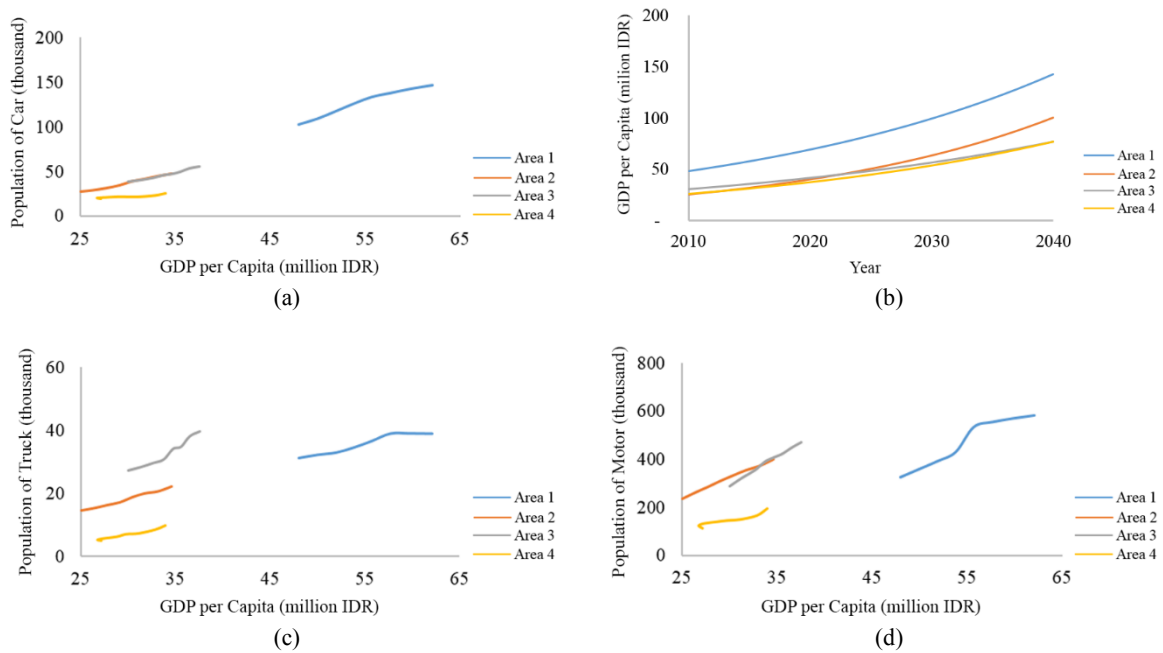 Population of Car (thousand)
200
150
100
50
0
25 35 45 55 65
GDP per Capita (million IDR)
Area 1
Area 2
Area 3
Area 4
(a)
GDP per Capita (milion IDR)
200
150
100
50
-
2010 2020 2030 2040
Year
Area 1
Area 2
Area 3
Area 4
(b)
Population of Truck (thousand)
60
40
20
0
25 35 45 55 65
GDP per Capita (million IDR)
Area 1
Area 2
Area 3
Area 4
(c)
Population of Motor (thousand)
800
600
400
200
0
25 35 45 55 65
GDP per Capita (million IDR)
Area 1
Area 2
Area 3
Area 4
(d)